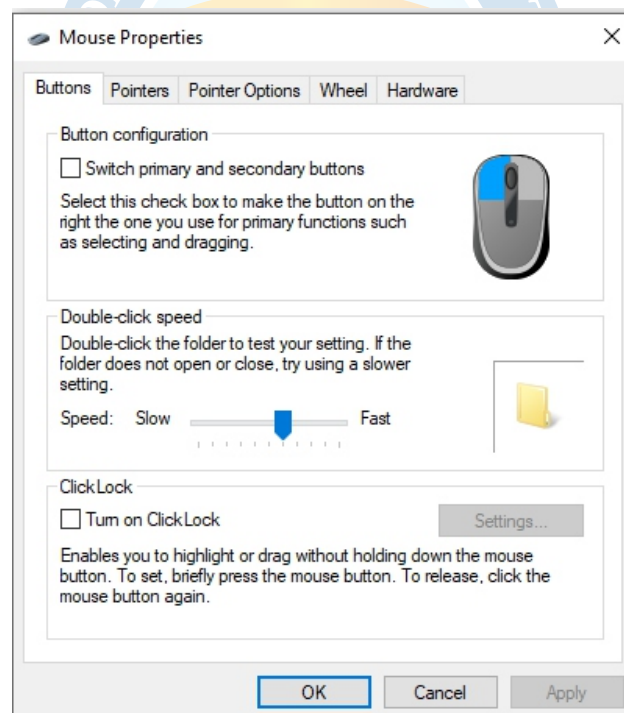 Mouse Properties
Buttons Pointers Pointer Options Wheel Hardware
Button configuration
Switch primary and secondary buttons
Select this check box to make the button on the
right the one you use for primary functions such
as selecting and dragging.
Double-click speed
Double-click the folder to test your setting. If the
folder does not open or close, try using a slower
setting.
Speed: Slow Fast
ClickLock
Turn on ClickLock
Settings...
Enables you to highlight or drag without holding down the mouse
button. To set, briefly press the mouse button. To release, click the
mouse button again.
OK Cancel Apply